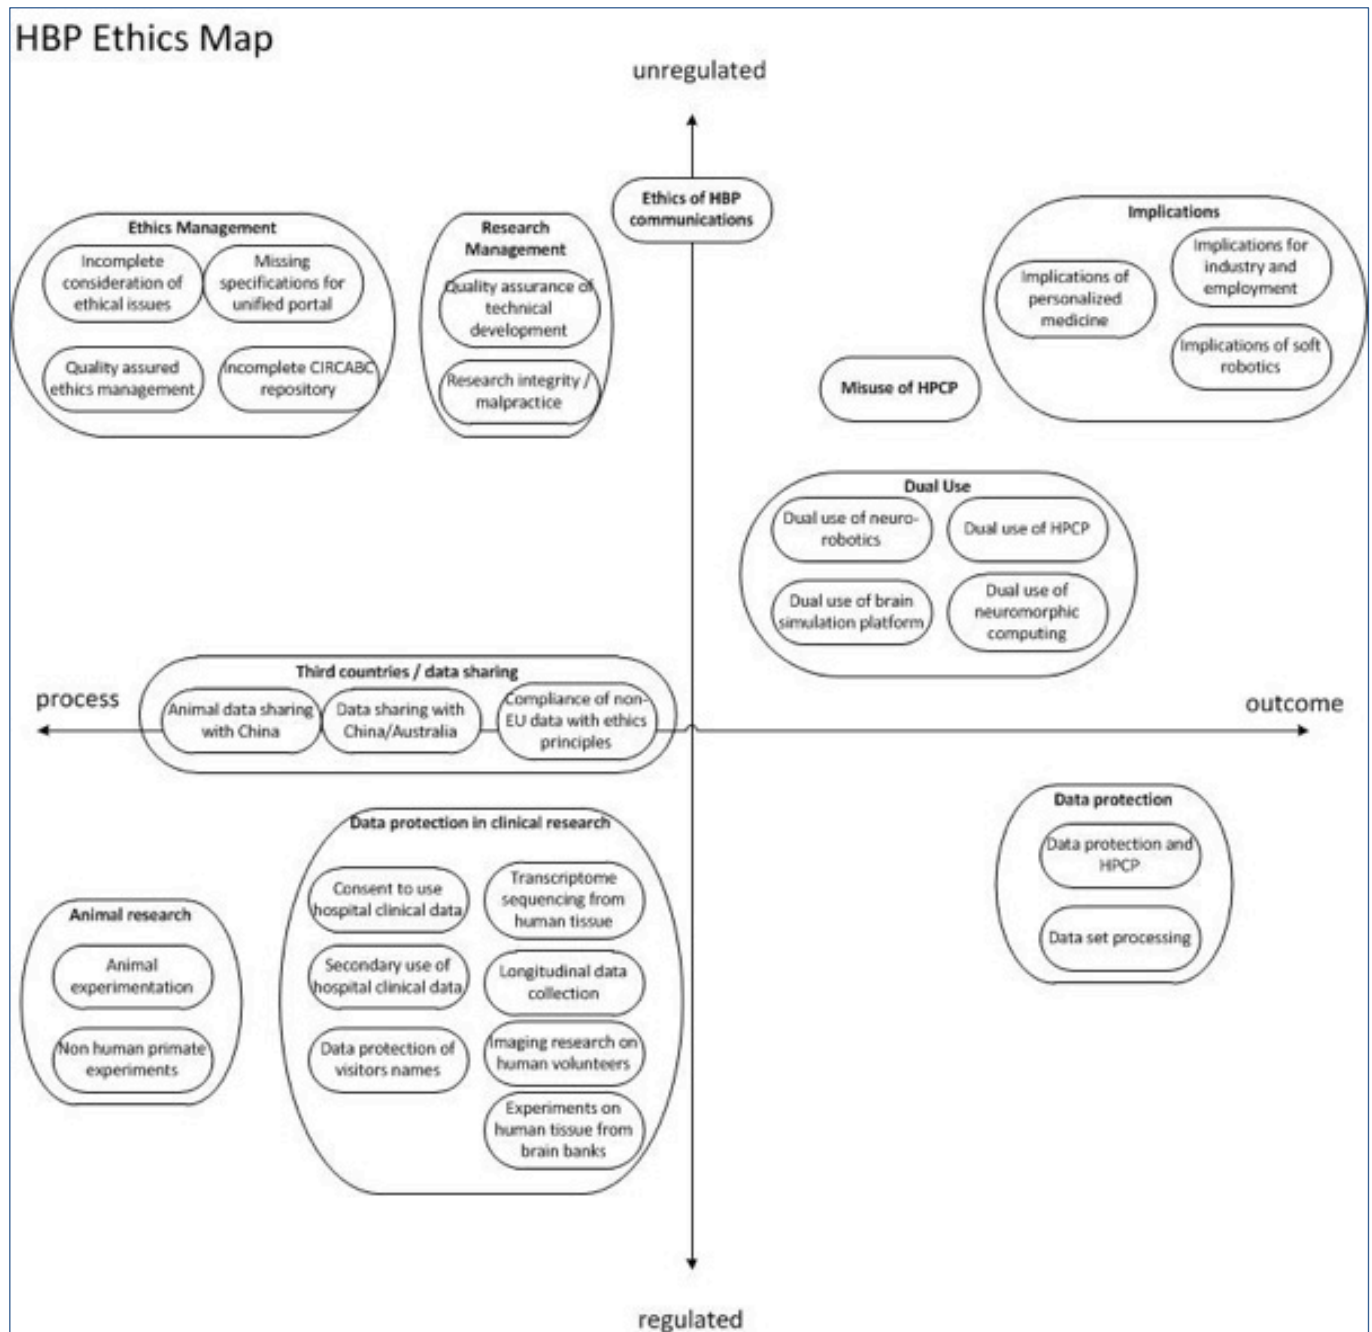 HBP Ethics Map
unregulated
Ethics of HBP
communications
Ethics Management
Incomplete
consideration of
ethical issues
Missing
specifications for
unified portal
Quality assured
ethics management
Incomplete CIRCABC
repository
Research
Management
Quality assurance of
technical
development
Research integrity /
malpractice
Implications
Implications of
personalized
medicine
Implications for
industry and
employment
Implications of soft
robotics
Misuse of HPCP
Dual Use
Dual use of neuro-
robotics
Dual use of HPCP
Dual use of brain
simulation platform
Dual use of
neuromorphic
computing
process
Third countries / data sharing
Animal data sharing
with China
Data sharing with
China/Australia
Compliance of non-
EU data with ethics
principles
outcome
Data protection in clinical research
Consent to use
hospital clinical data
Transcriptome
sequencing from
human tissue
Secondary use of
hospital clinical data
Longitudinal data
collection
Data protection of
visitors names
Imaging research on
human volunteers
Experiments on
human tissue from
brain banks
Animal research
Animal
experimentation
Non human primate
experiments
Data protection
Data protection and
HPCP
Data set processing
regulated